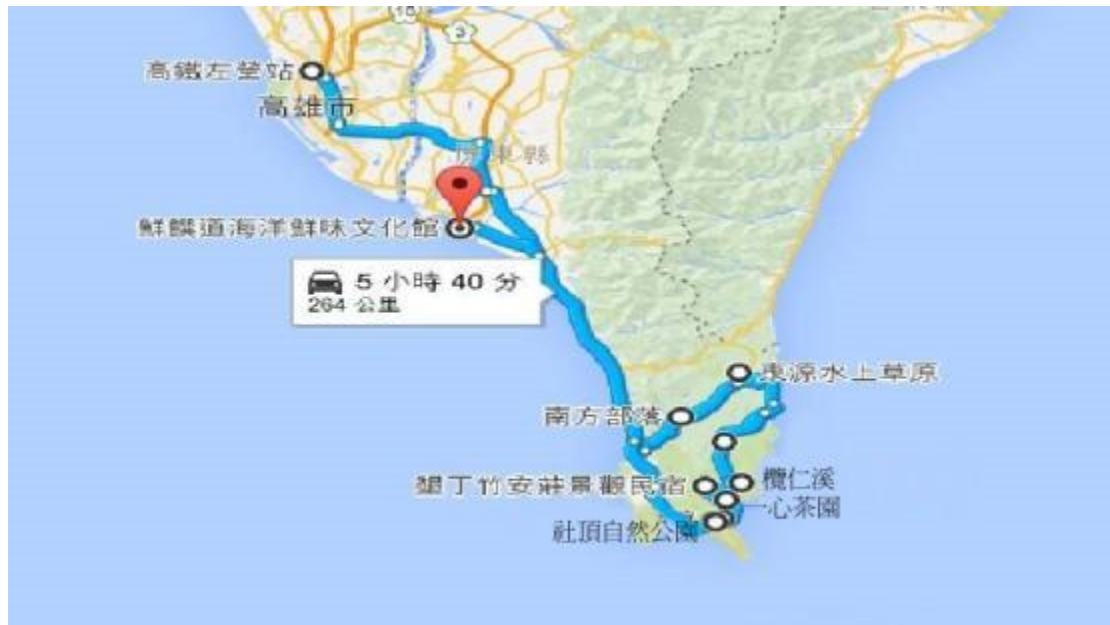 高鐵左營站
高雄市
屏東縣
鮮饌道海洋鮮味文化館
5 小時 40 分
264 公里
東源水上草原
南方部落
墾丁竹安莊景觀民宿
欖仁溪
一心茶園
社頂自然公園
3